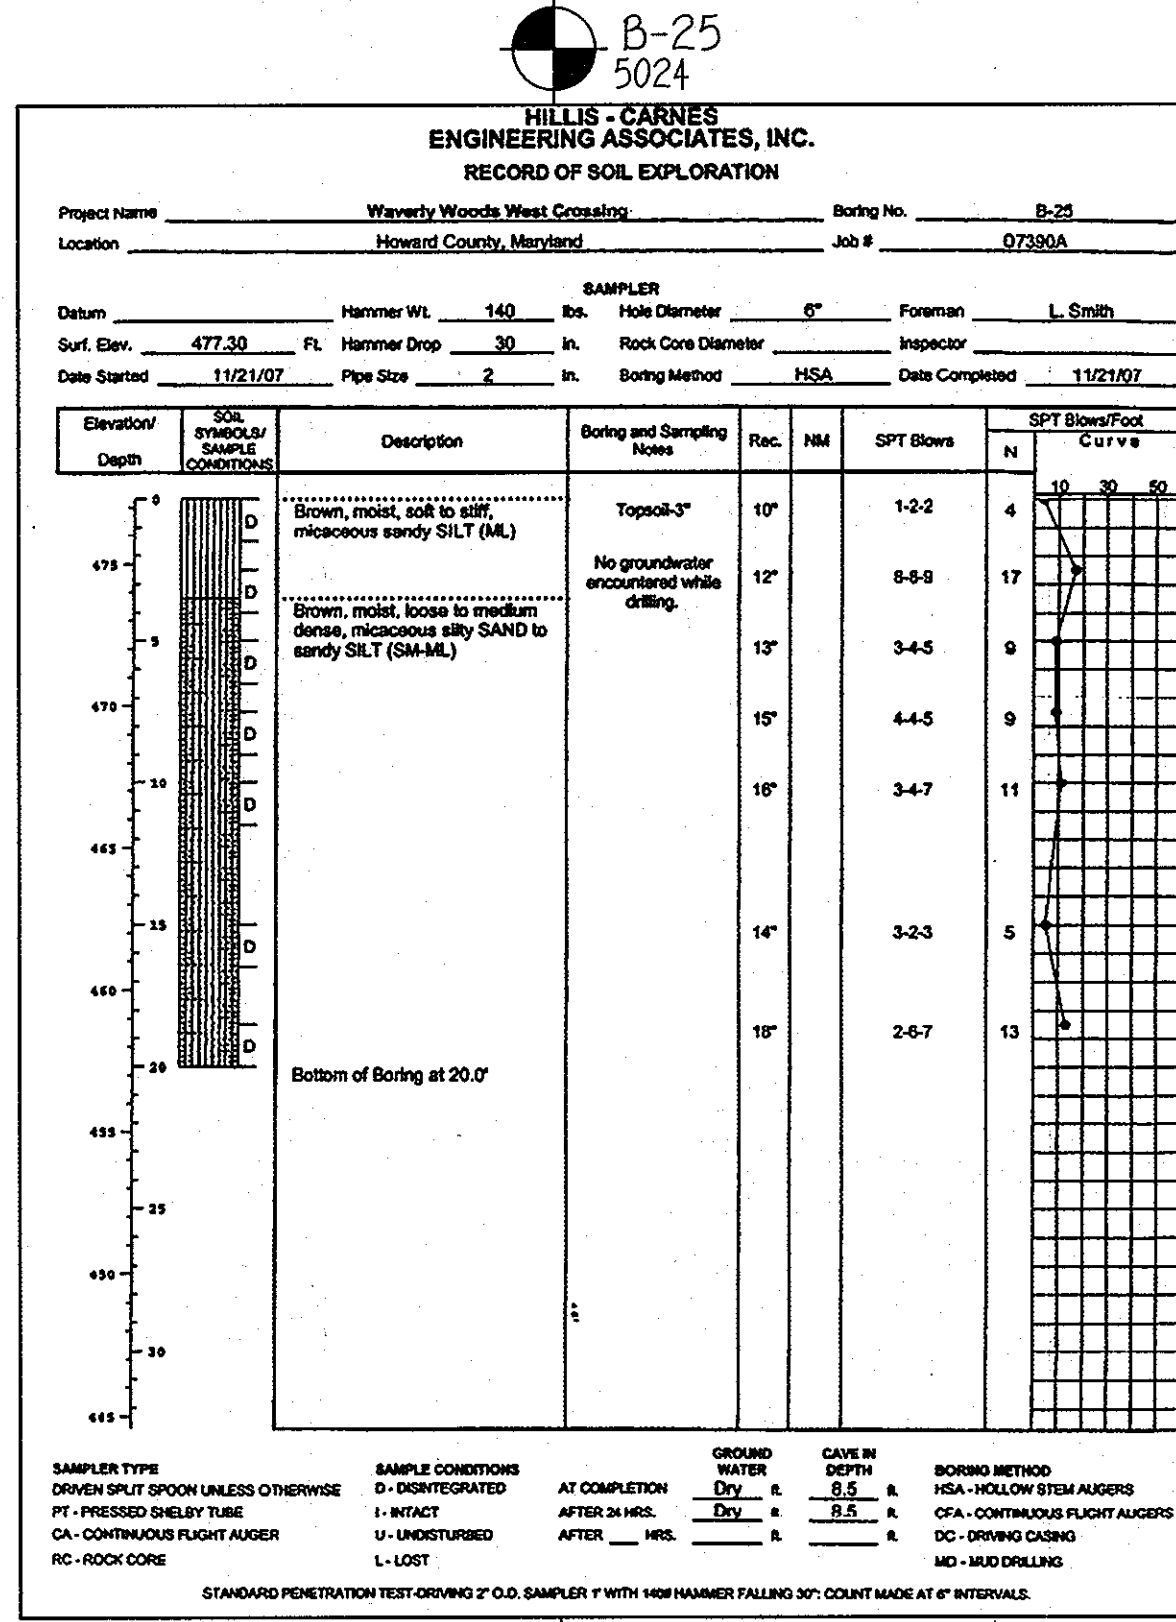 B-25
5024
HILLIS - CARNES
ENGINEERING ASSOCIATES, INC.
RECORD OF SOIL EXPLORATION
Project Name Waverly Woods West Crossing Boring No. B-25
Location Howard County, Maryland Job # 07390A
SAMPLER
Datum Hammer Wt. 140 lbs. Hole Diameter 6" Foreman L. Smith
Surf. Elev. 477.30 Ft. Hammer Drop 30 in. Rock Core Diameter Inspector
Date Started 11/21/07 Pipe Size 2 in. Boring Method HSA Date Completed 11/21/07
Elevation/ Depth SOIL SYMBOLS/ SAMPLE CONDITIONS Description Boring and Sampling Notes Rec. NM SPT Blows N SPT Blows/Foot Curve
10 30 50
0 D Brown, moist, soft to stiff, Topsoil-3" 10" 1-2-2 4
micaceous sandy SILT (ML)
475 No groundwater
D encountered while 12" 8-8-9 17
drilling.
Brown, moist, loose to medium
dense, micaceous silty SAND to
5 sandy SILT (SM-ML) 13" 3-4-5 9
D
470 15" 4-4-5 9
D
10 16" 3-4-7 11
D
465
15 14" 3-2-3 5
D
460
18" 2-6-7 13
D
20 Bottom of Boring at 20.0'
455
25
450
30
445
GROUND WATER CAVE IN DEPTH
SAMPLER TYPE SAMPLE CONDITIONS BORING METHOD
DRIVEN SPLIT SPOON UNLESS OTHERWISE D - DISINTEGRATED AT COMPLETION Dry ft. 8.5 ft. HSA - HOLLOW STEM AUGERS
PT - PRESSED SHELBY TUBE I - INTACT AFTER 24 HRS. Dry ft. 8.5 ft. CFA - CONTINUOUS FLIGHT AUGERS
CA - CONTINUOUS FLIGHT AUGER U - UNDISTURBED AFTER HRS. ft. ft. DC - DRIVING CASING
RC - ROCK CORE L - LOST MD - MUD DRILLING
STANDARD PENETRATION TEST-DRIVING 2" O.D. SAMPLER 1' WITH 140# HAMMER FALLING 30": COUNT MADE AT 6" INTERVALS.